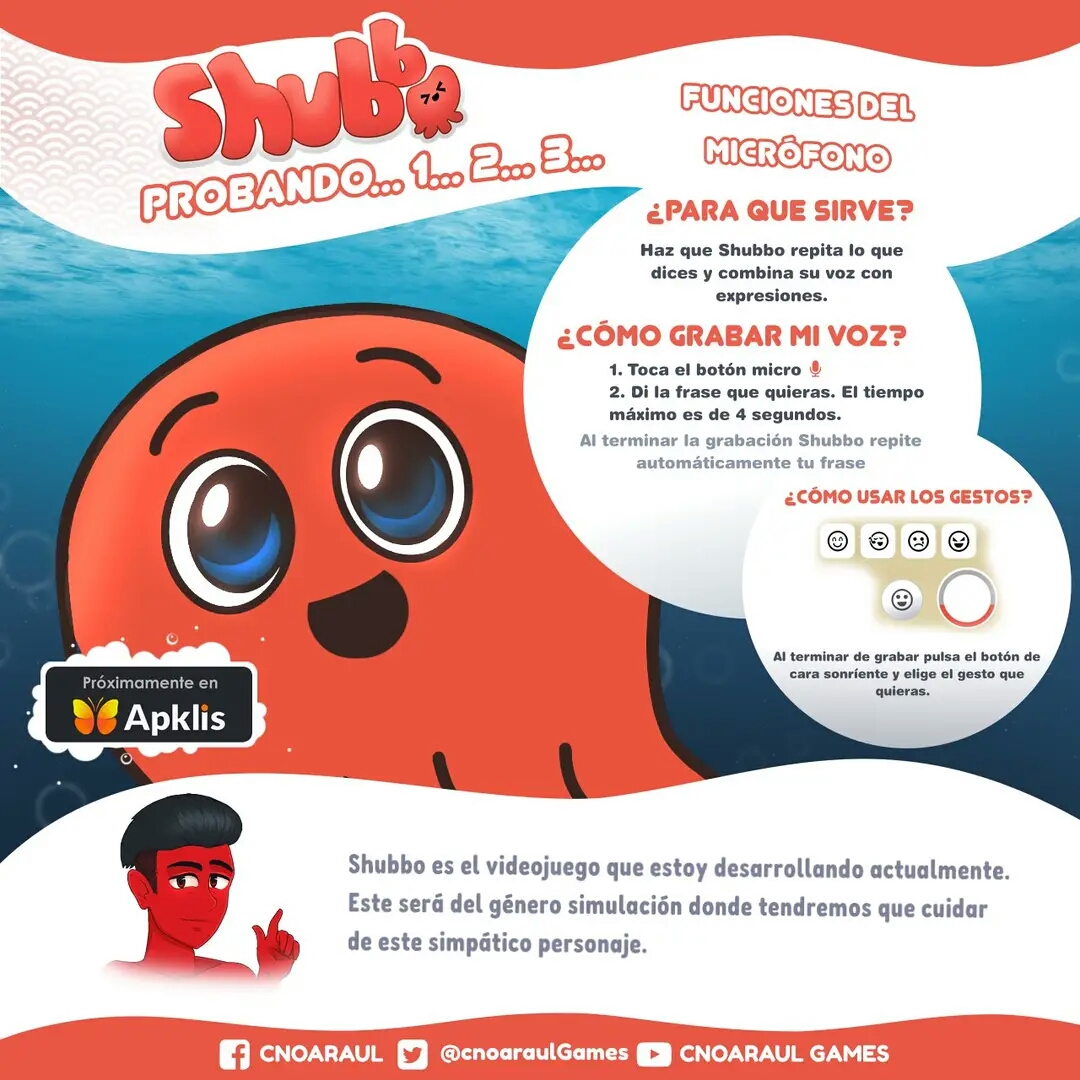 Shubbo
PROBANDO... 1... 2... 3...
FUNCIONES DEL
MICRÓFONO
¿PARA QUE SIRVE?
Haz que Shubbo repita lo que
dices y combina su voz con
expresiones.
¿CÓMO GRABAR MI VOZ?
1. Toca el botón micro
2. Di la frase que quieras. El tiempo
máximo es de 4 segundos.
Al terminar la grabación Shubbo repite
automáticamente tu frase
¿CÓMO USAR LOS GESTOS?
Al terminar de grabar pulsa el botón de
cara sonríente y elige el gesto que
quieras.
Próximamente en
Apklis
Shubbo es el videojuego que estoy desarrollando actualmente.
Este será del género simulación donde tendremos que cuidar
de este simpático personaje.
CNOARAUL @cnoaraulGames CNOARAUL GAMES